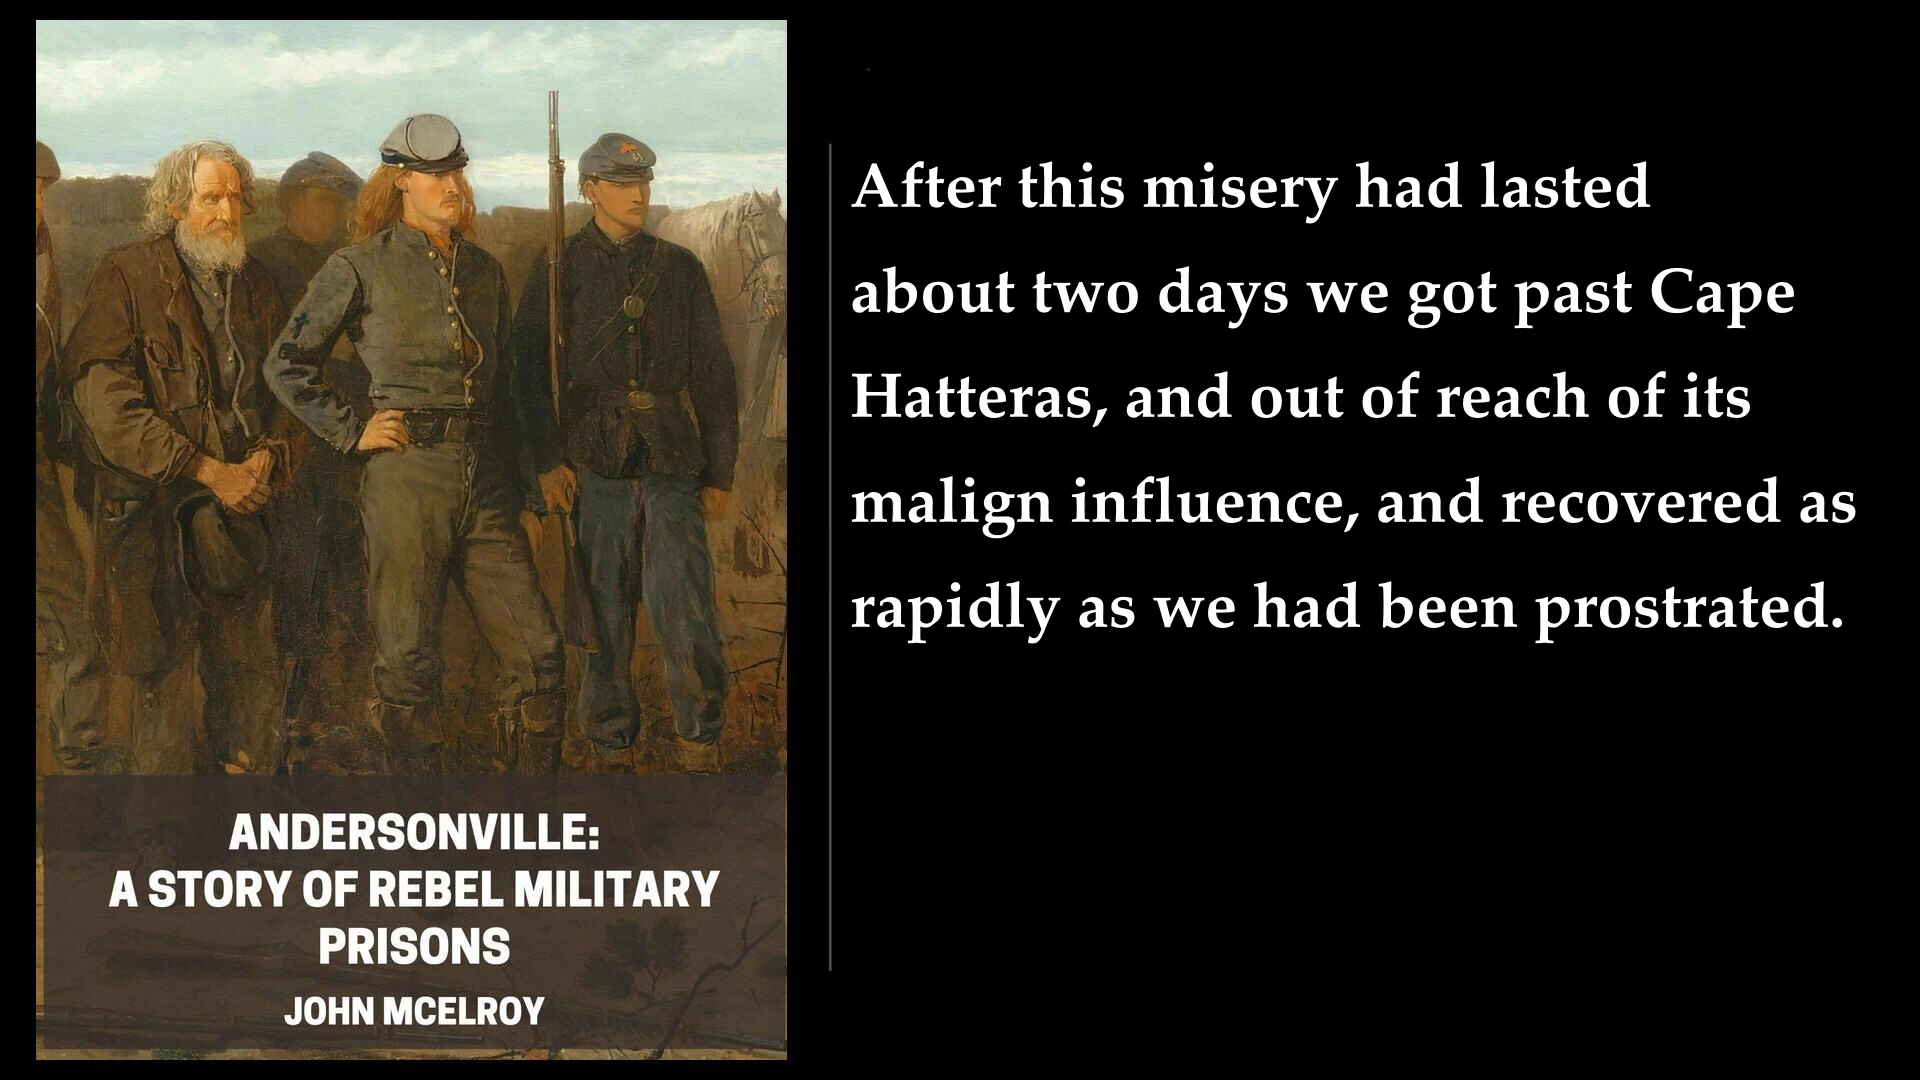 ANDERSONVILLE:
A STORY OF REBEL MILITARY
PRISONS
JOHN MCELROY
After this misery had lasted
about two days we got past Cape
Hatteras, and out of reach of its
malign influence, and recovered as
rapidly as we had been prostrated.